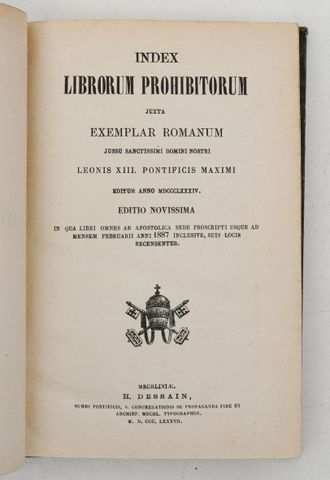 INDEX
LIBRORUM PROHIBITORUM
JUXTA
EXEMPLAR ROMANUM
JUSSU SANCTISSIMI DOMINI NOSTRI
LEONIS XIII. PONTIFICIS MAXIMI
EDITUM ANNO MDCCCLXXXIV.
EDITIO NOVISSIMA
IN QUA LIBRI OMNES AB APOSTOLICA SEDE PROSCRIPTI USQUE AD
MENSEM FEBRUARII ANNI 1887 INCLUSIVE, SUIS LOCIS
RECENSENTUR.
MECHLINIÆ.
H. DESSAIN,
SUMMI PONTIFICIS, S. CONGREGATIONIS DE PROPAGANDA FIDE ET
ARCHIEP. MECHL. TYPOGRAPHUS.
M. D. CCC. LXXXVII.